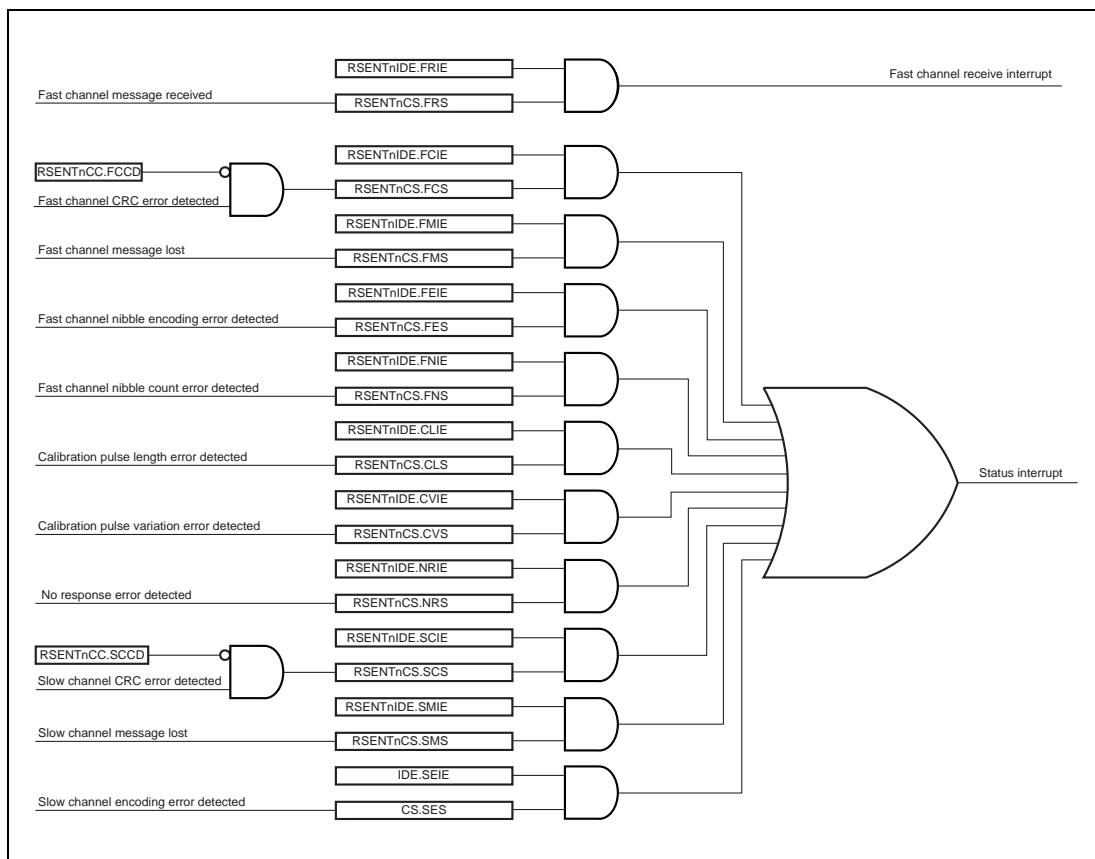 RSENTnIDE.FRIE
Fast channel receive interrupt
Fast channel message received
RSENTnCS.FRS
RSENTnIDE.FCIE
RSENTnCC.FCCD
RSENTnCS.FCS
Fast channel CRC error detected
RSENTnIDE.FMIE
Fast channel message lost
RSENTnCS.FMS
RSENTnIDE.FEIE
Fast channel nibble encoding error detected
RSENTnCS.FES
RSENTnIDE.FNIE
Fast channel nibble count error detected
RSENTnCS.FNS
RSENTnIDE.CLIE
Calibration pulse length error detected
RSENTnCS.CLS
Status interrupt
RSENTnIDE.CVIE
Calibration pulse variation error detected
RSENTnCS.CVS
RSENTnIDE.NRIE
No response error detected
RSENTnCS.NRS
RSENTnIDE.SCIE
RSENTnCC.SCCD
RSENTnCS.SCS
Slow channel CRC error detected
RSENTnIDE.SMIE
Slow channel message lost
RSENTnCS.SMS
IDE.SEIE
Slow channel encoding error detected
CS.SES